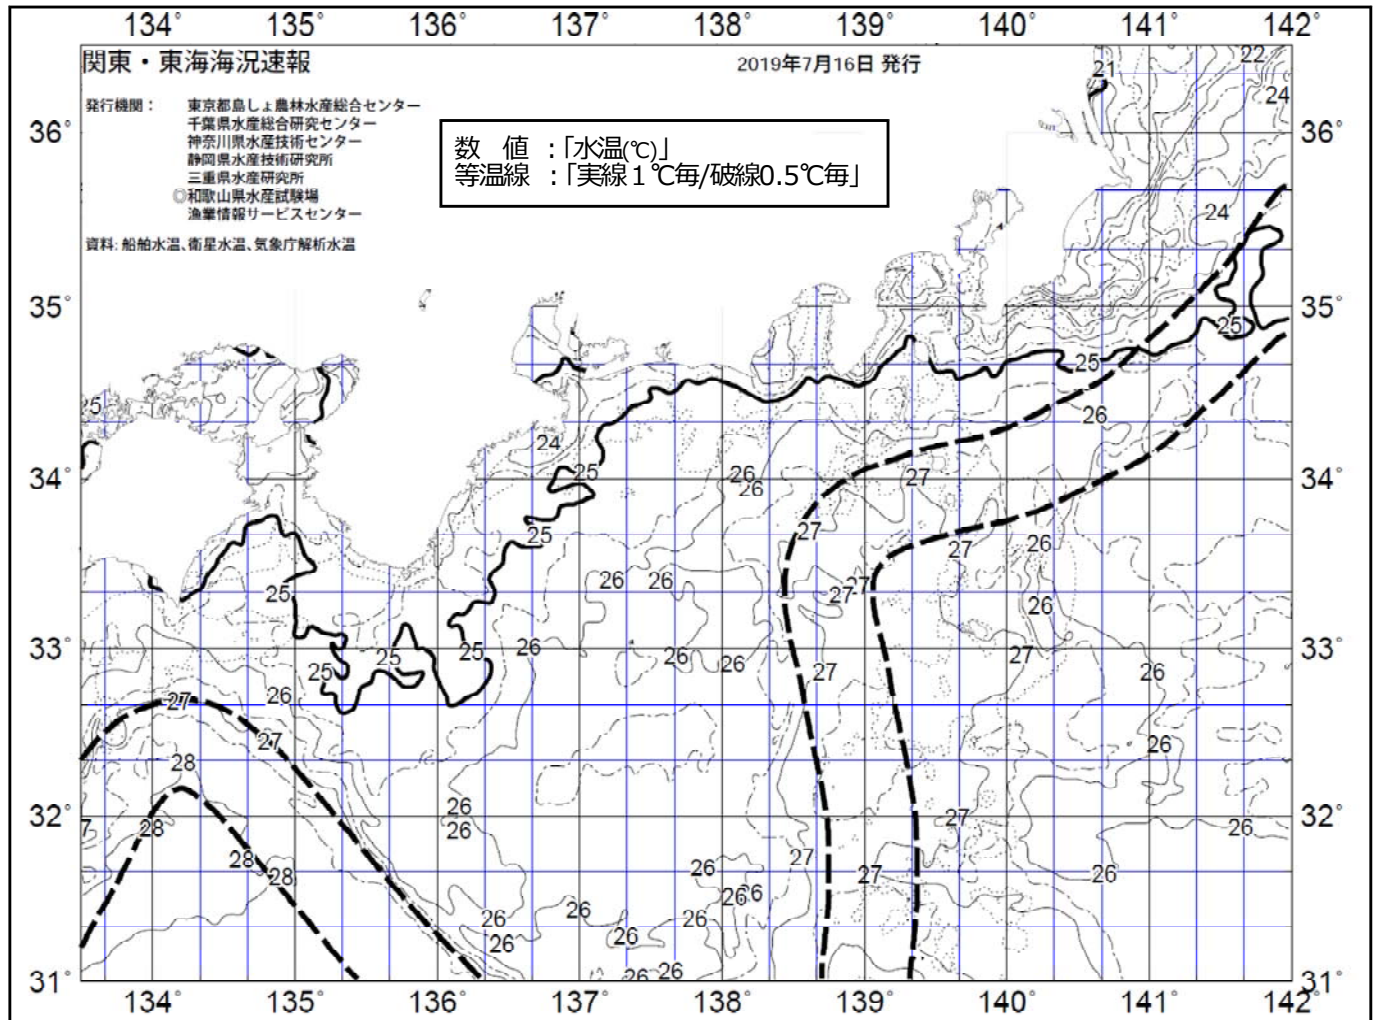 134° 135° 136° 137° 138° 139° 140° 141° 142°
関東・東海海況速報
2019年7月16日 発行
発行機関： 東京都島しょ農林水産総合センター
千葉県水産総合研究センター
神奈川県水産技術センター
静岡県水産技術研究所
三重県水産研究所
◎和歌山県水産試験場
漁業情報サービスセンター
資料: 船舶水温、衛星水温、気象庁解析水温
数　値　：「水温(℃)」
等温線　：「実線１℃毎/破線0.5℃毎」
21 22
24
36° 36°
24
35° 35°
25
25
26
24
34° 25 26 26 27 34°
25 27 27 26
25 26 26 27 27 26
33° 25 25 25 26 26 26 27 27 26 33°
27 26
27 28 26
32° 28 26 26 27 26 32°
28 28 26 27 27 26
26 26 26 26 26
26 26
31° 26 26 31°
134° 135° 136° 137° 138° 139° 140° 141° 142°